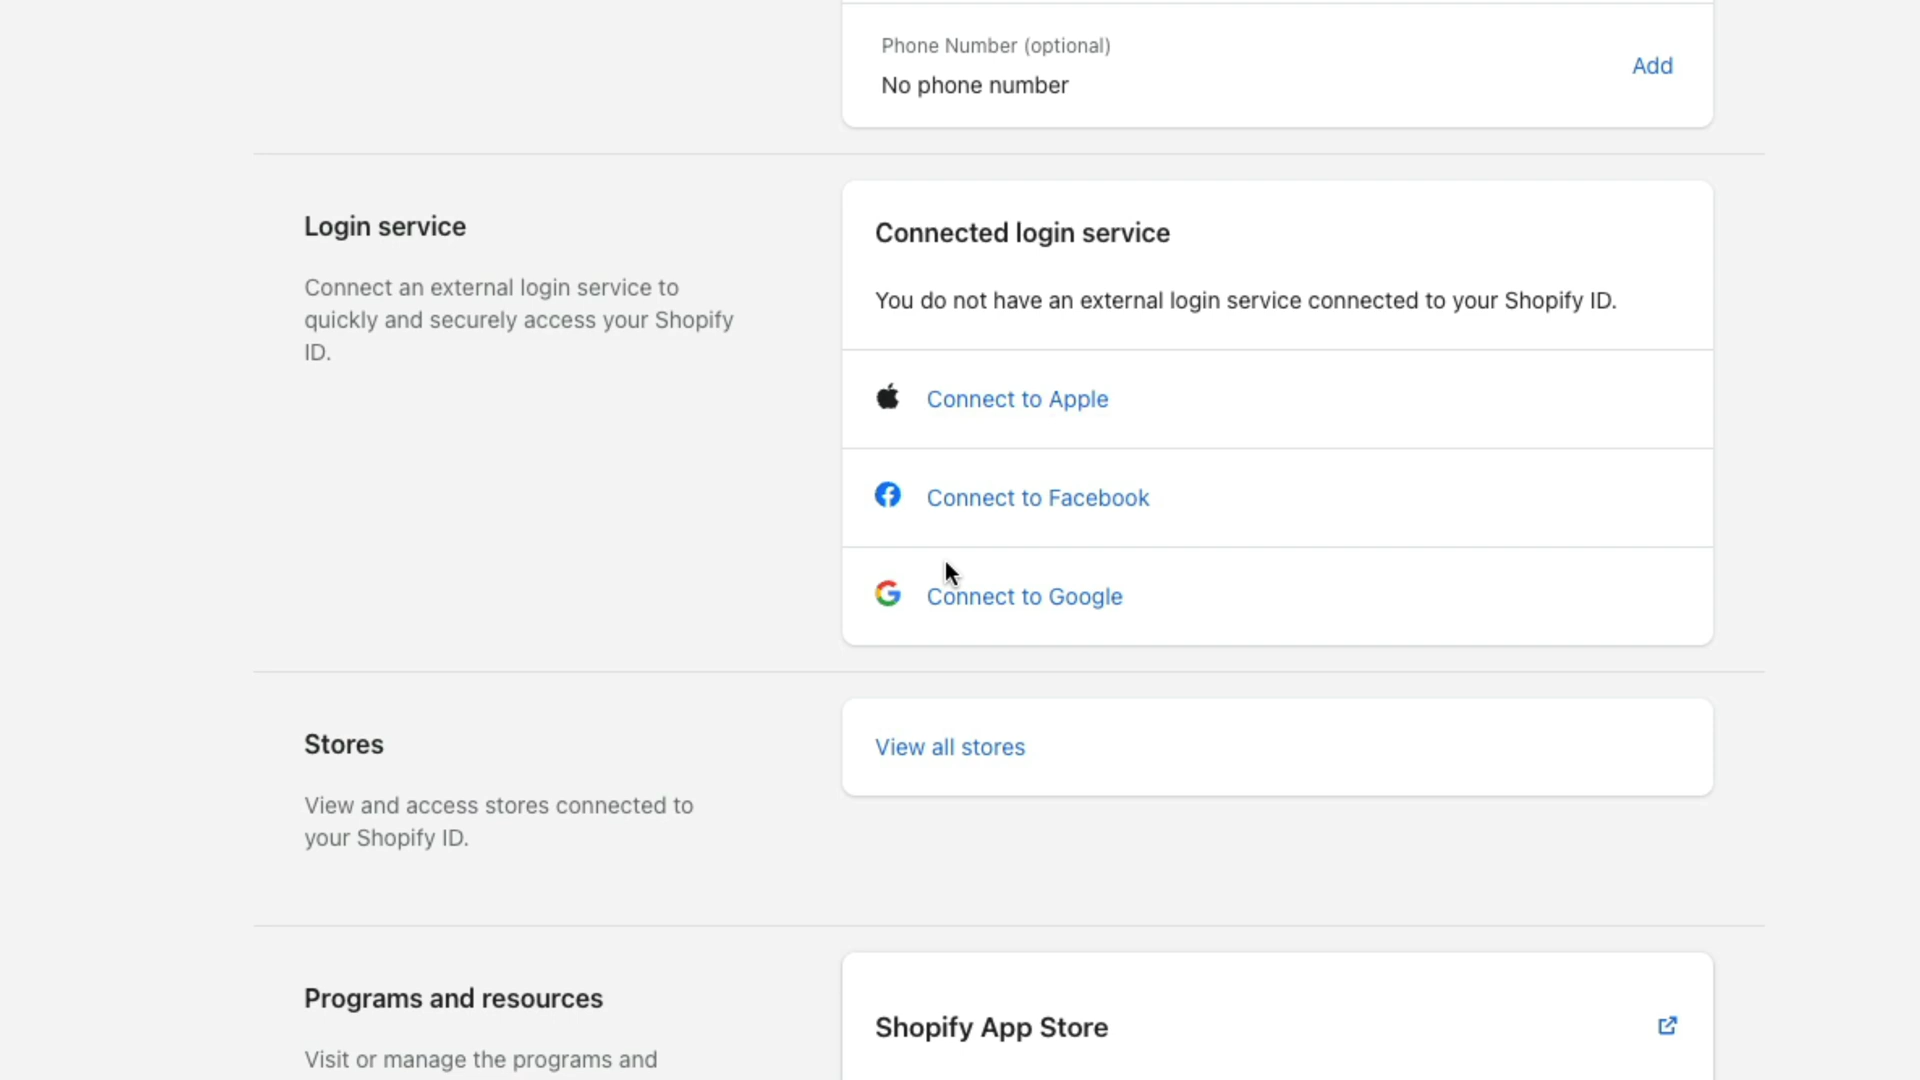 Phone Number (optional)
No phone number
Add
Login service
Connect an external login service to
quickly and securely access your Shopify
ID.
Connected login service
You do not have an external login service connected to your Shopify ID.
Connect to Apple
Connect to Facebook
Connect to Google
Stores
View and access stores connected to
your Shopify ID.
View all stores
Programs and resources
Visit or manage the programs and
Shopify App Store